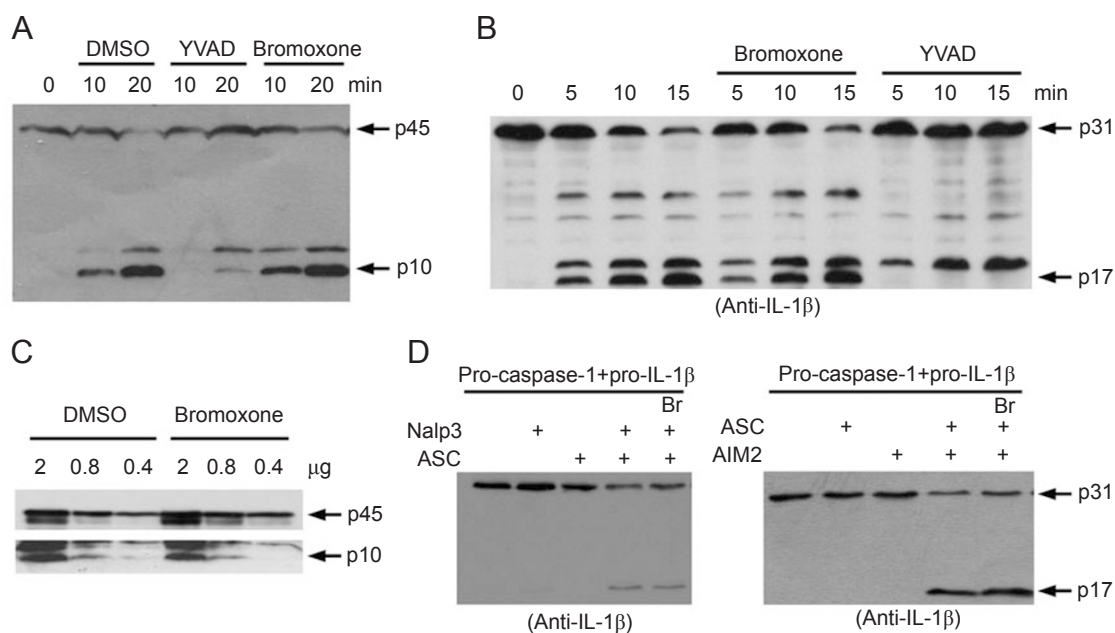 A
DMSO YVAD Bromoxone
0 10 20 10 20 10 20 min
p45
p10
B
Bromoxone YVAD
0 5 10 15 5 10 15 5 10 15 min
p31
p17
(Anti-IL-1β)
C
DMSO Bromoxone
2 0.8 0.4 2 0.8 0.4 μg
p45
p10
D
Pro-caspase-1+pro-IL-1β
Br
Nalp3 + + +
ASC + + +
(Anti-IL-1β)
Pro-caspase-1+pro-IL-1β
Br
ASC + + +
AIM2 + + +
p31
p17
(Anti-IL-1β)